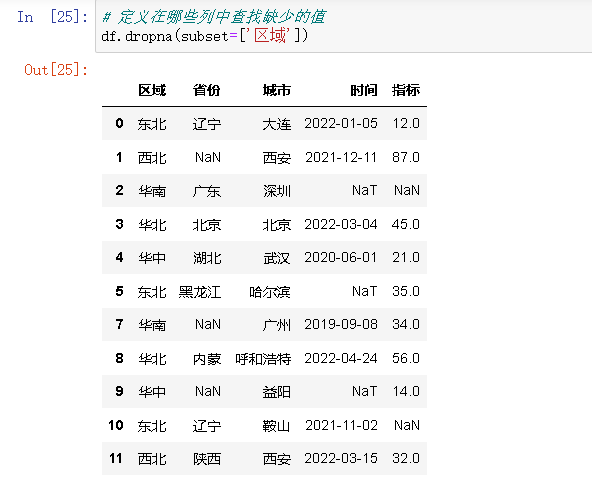 In [25]: # 定义在哪些列中查找缺少的值
df.dropna(subset=['区域'])
Out[25]:
区域 省份 城市 时间 指标
0 东北 辽宁 大连 2022-01-05 12.0
1 西北 NaN 西安 2021-12-11 87.0
2 华南 广东 深圳 NaT NaN
3 华北 北京 北京 2022-03-04 45.0
4 华中 湖北 武汉 2020-06-01 21.0
5 东北 黑龙江 哈尔滨 NaT 35.0
7 华南 NaN 广州 2019-09-08 34.0
8 华北 内蒙 呼和浩特 2022-04-24 56.0
9 华中 NaN 益阳 NaT 14.0
10 东北 辽宁 鞍山 2021-11-02 NaN
11 西北 陕西 西安 2022-03-15 32.0